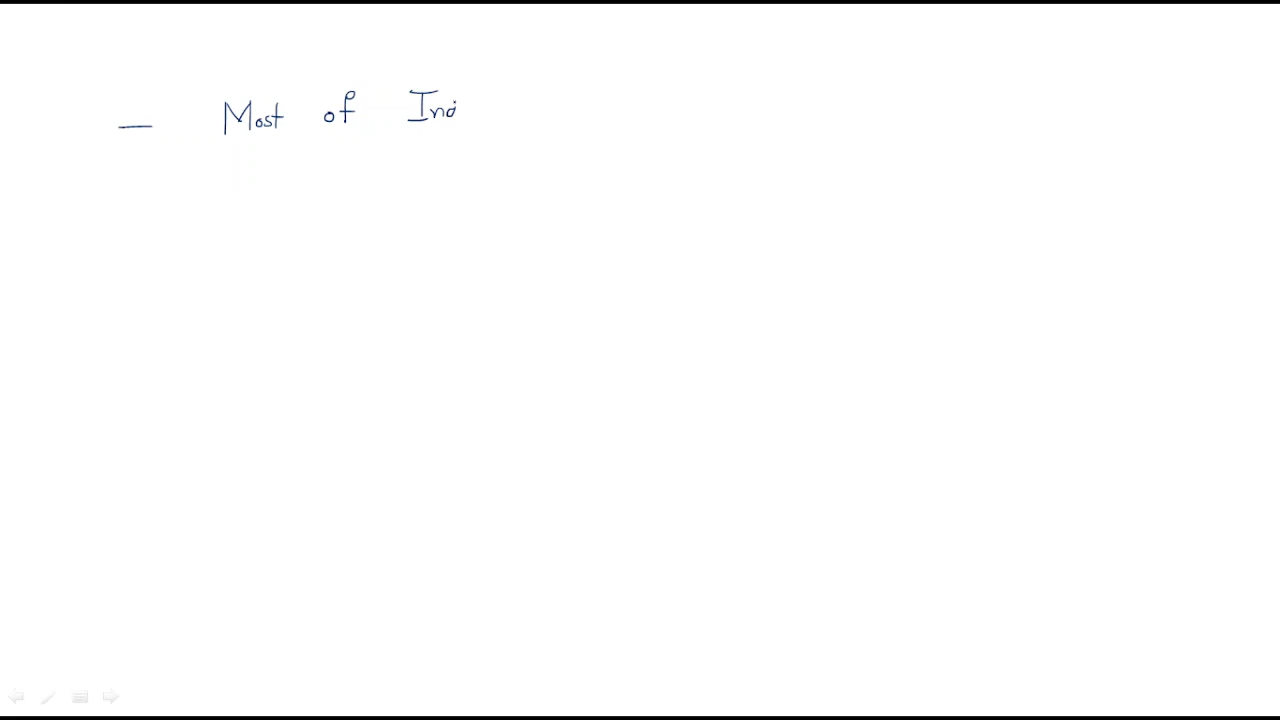 — Most of Ind